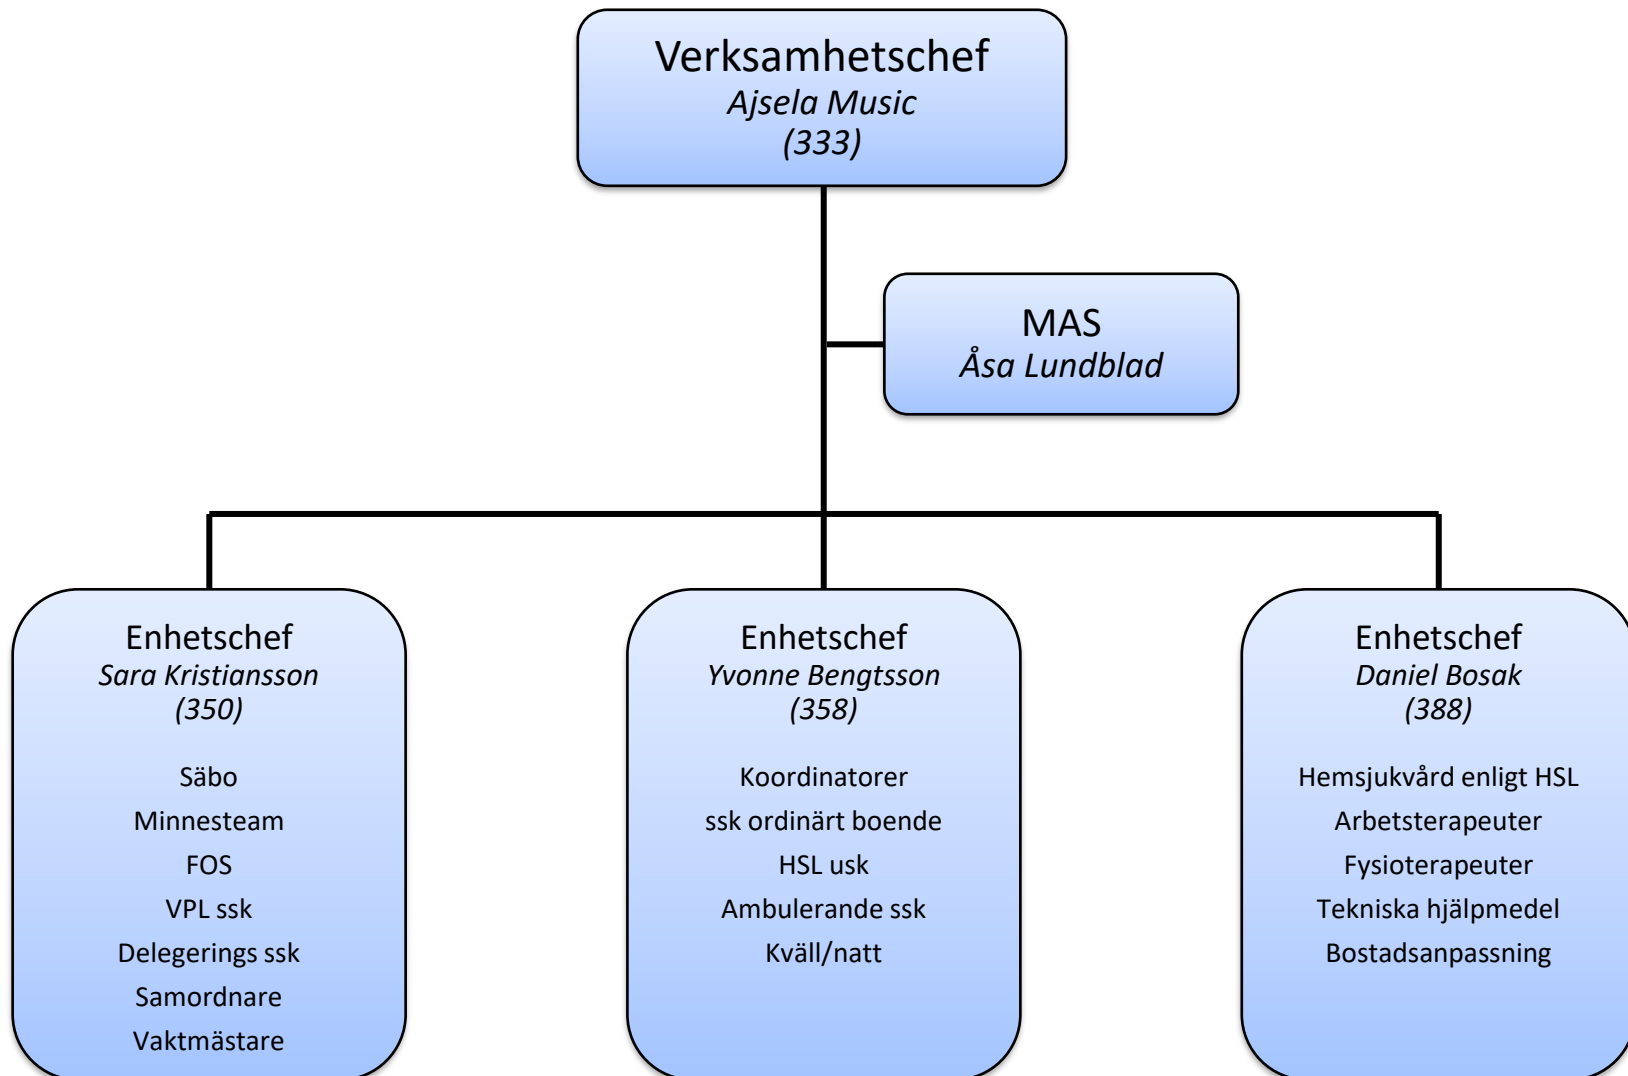 Verksamhetschef
Ajsela Music
(333)
MAS
Åsa Lundblad
Enhetschef
Sara Kristiansson
(350)
Säbo
Minnesteam
FOS
VPL ssk
Delegerings ssk
Samordnare
Vaktmästare
Enhetschef
Yvonne Bengtsson
(358)
Koordinatorer
ssk ordinärt boende
HSL usk
Ambulerande ssk
Kväll/natt
Enhetschef
Daniel Bosak
(388)
Hemsjukvård enligt HSL
Arbetsterapeuter
Fysioterapeuter
Tekniska hjälpmedel
Bostadsanpassning